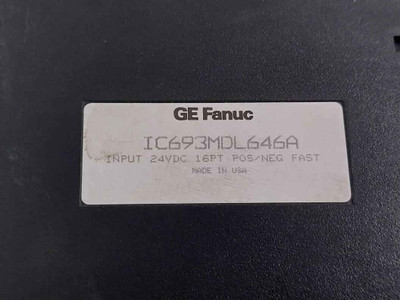 GE Fanuc
IC693MDL646A
INPUT 24VDC 16PT POS/NEG FAST
MADE IN USA